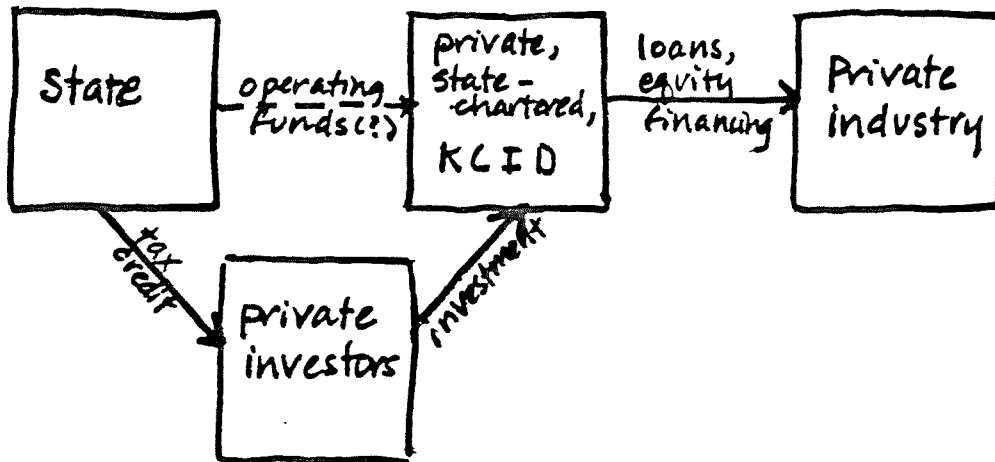 State
operating
funds(?)
private,
state-
chartered,
KCID
loans,
equity
financing
Private
industry
tax
credit
private
investors
investment